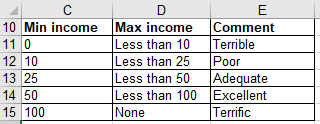 C D E
10 Min income Max income Comment
11 0 Less than 10 Terrible
12 10 Less than 25 Poor
13 25 Less than 50 Adequate
14 50 Less than 100 Excellent
15 100 None Terrific